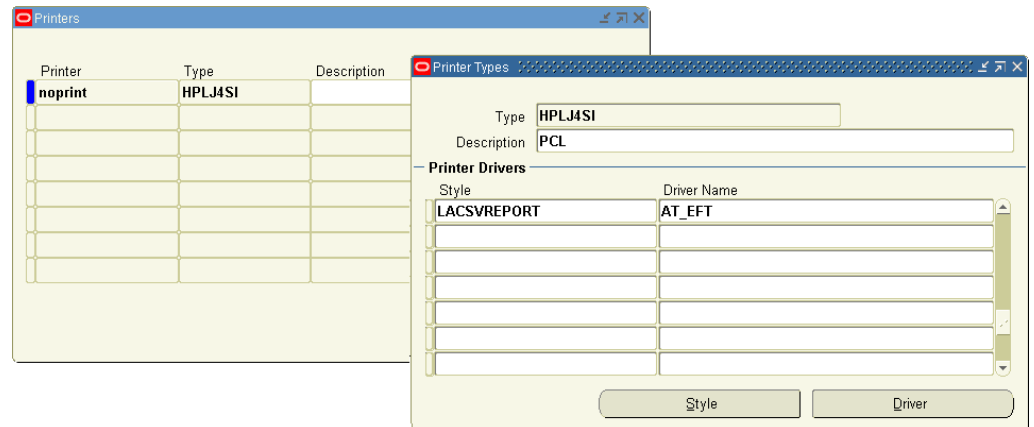 Printers
Printer Type Description
noprint HPLJ4SI
Printer Types
Type HPLJ4SI
Description PCL
Printer Drivers
Style Driver Name
LACSVREPORT AT_EFT
Style Driver